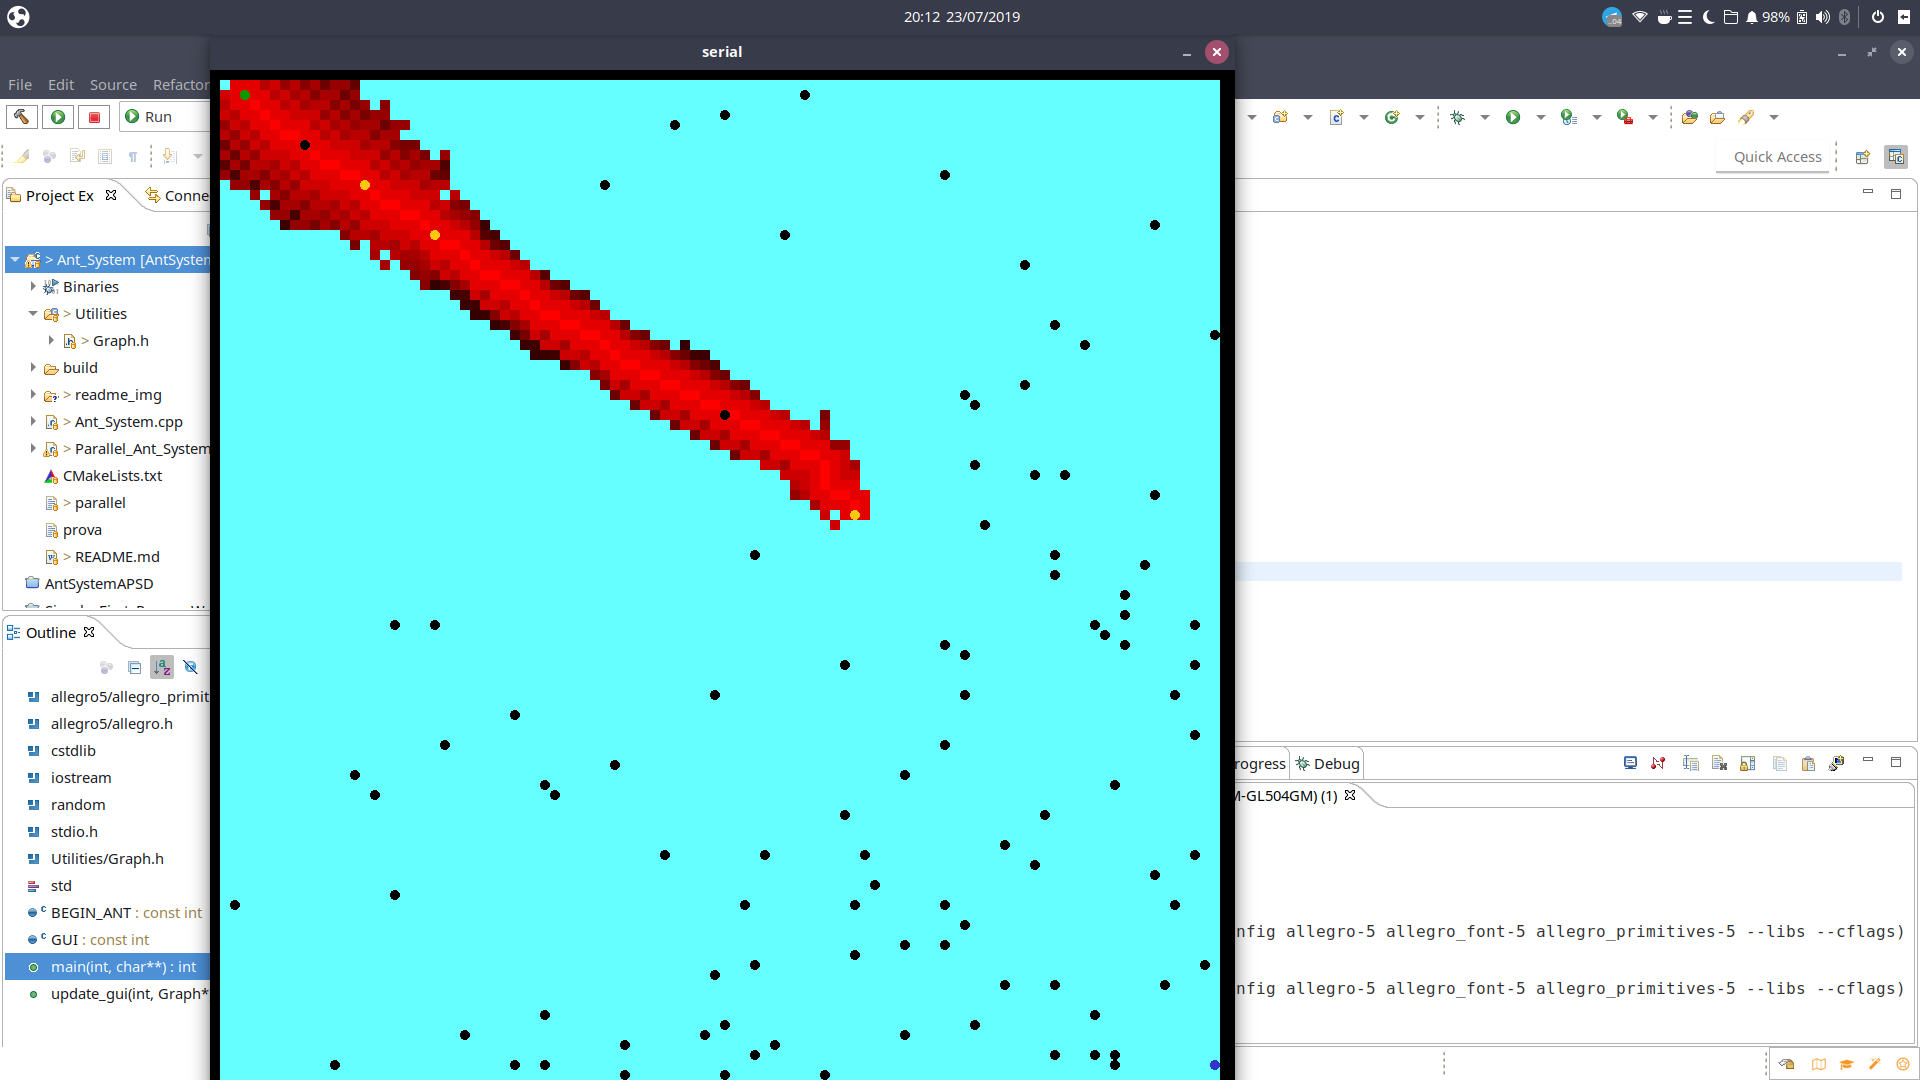 20:12 23/07/2019
98%
serial
File Edit Source Refactor
Run
Quick Access
Project Ex
Conne
> Ant_System [AntSystem
Binaries
> Utilities
> Graph.h
build
> readme_img
> Ant_System.cpp
> Parallel_Ant_System
CMakeLists.txt
> parallel
prova
> README.md
AntSystemAPSD
Outline
allegro5/allegro_primit
allegro5/allegro.h
cstdlib
iostream
random
stdio.h
Utilities/Graph.h
std
BEGIN_ANT : const int
GUI : const int
main(int, char**) : int
update_gui(int, Graph*
rogress
Debug
M-GL504GM) (1)
nfig allegro-5 allegro_font-5 allegro_primitives-5 --libs --cflags)
nfig allegro-5 allegro_font-5 allegro_primitives-5 --libs --cflags)